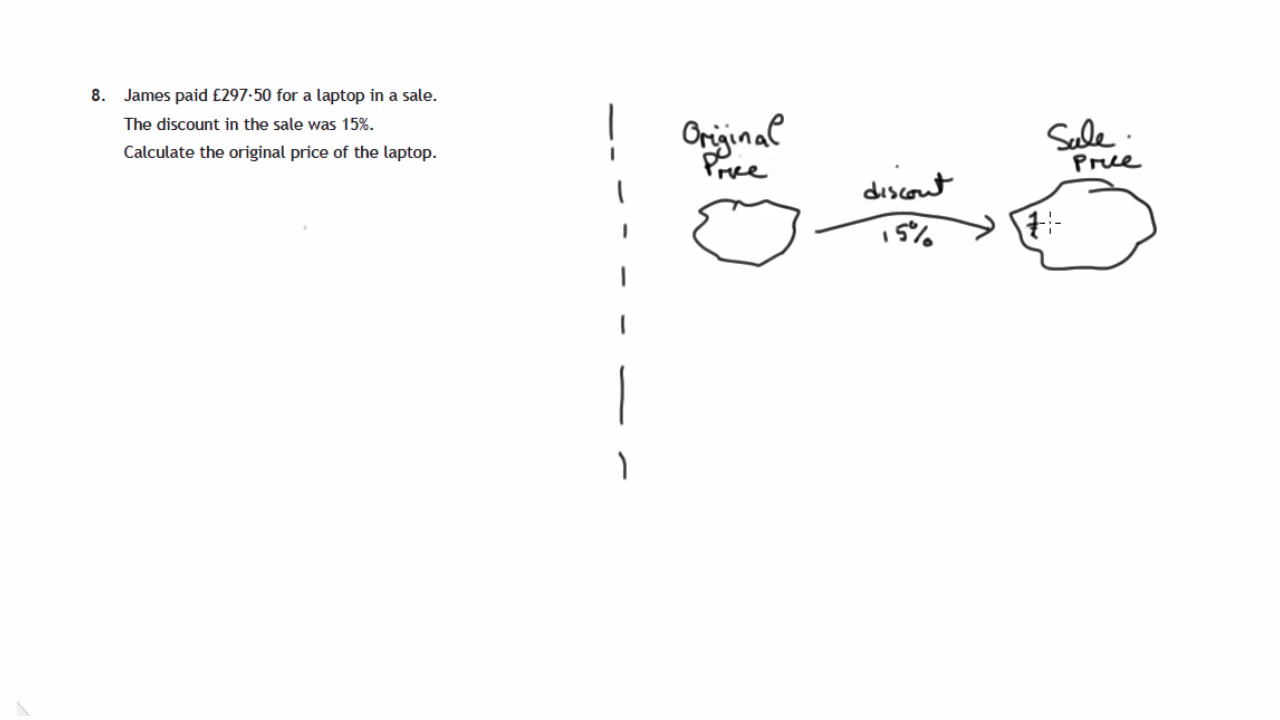 8. James paid £297·50 for a laptop in a sale.
The discount in the sale was 15%.
Calculate the original price of the laptop.
Original
Price
discount
15%
Sale
Price
£